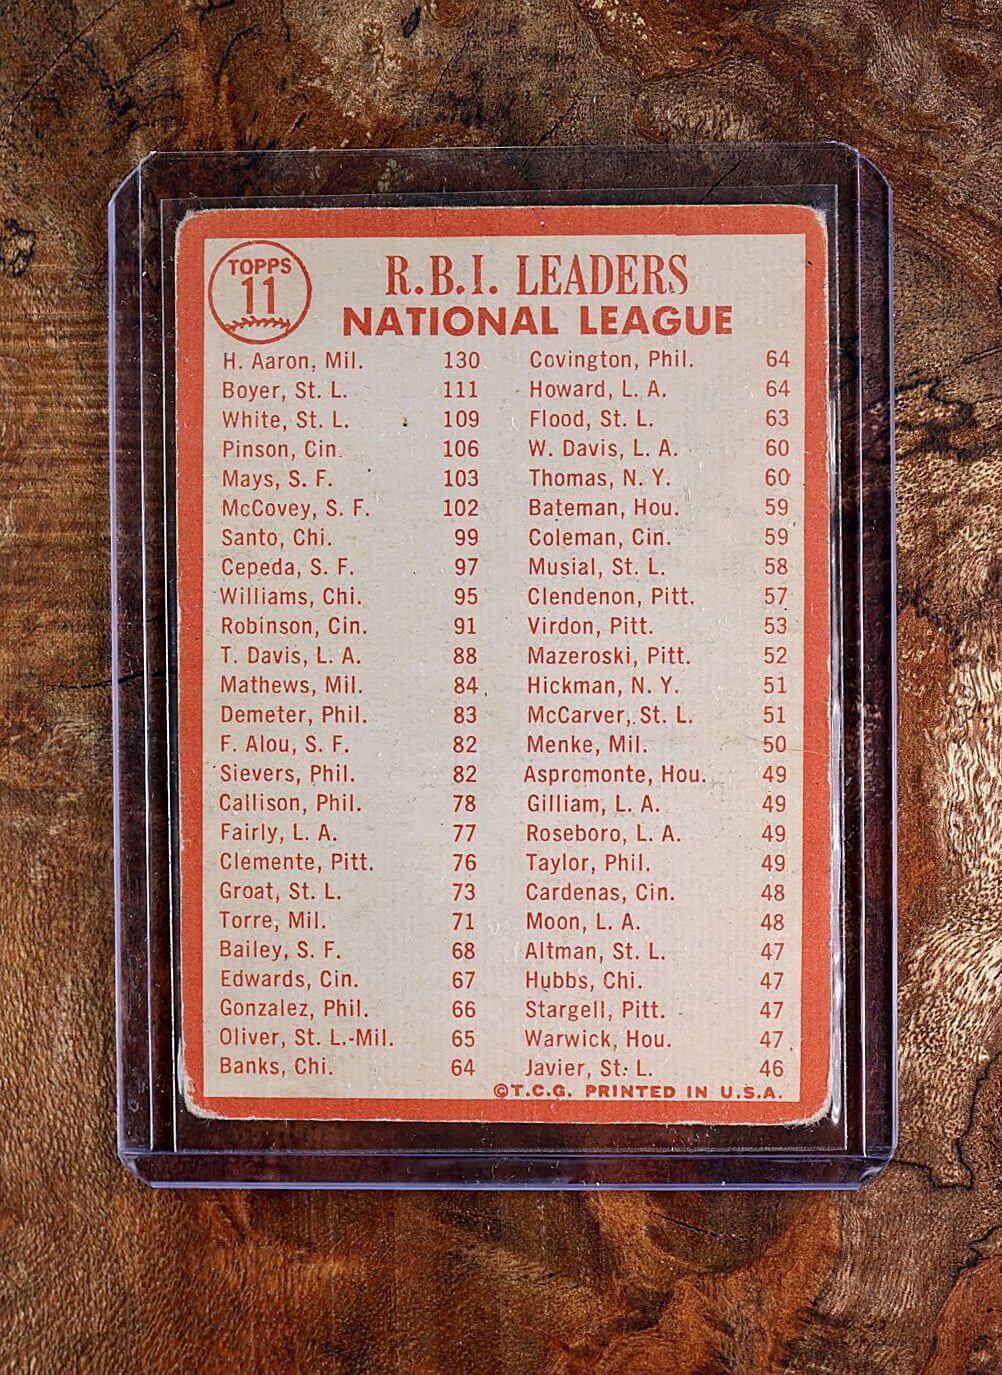 TOPPS
11
R.B.I. LEADERS
NATIONAL LEAGUE
H. Aaron, Mil. 130
Boyer, St. L. 111
White, St. L. 109
Pinson, Cin. 106
Mays, S. F. 103
McCovey, S. F. 102
Santo, Chi. 99
Cepeda, S. F. 97
Williams, Chi. 95
Robinson, Cin. 91
T. Davis, L. A. 88
Mathews, Mil. 84
Demeter, Phil. 83
F. Alou, S. F. 82
Sievers, Phil. 82
Callison, Phil. 78
Fairly, L. A. 77
Clemente, Pitt. 76
Groat, St. L. 73
Torre, Mil. 71
Bailey, S. F. 68
Edwards, Cin. 67
Gonzalez, Phil. 66
Oliver, St. L.-Mil. 65
Banks, Chi. 64
Covington, Phil. 64
Howard, L. A. 64
Flood, St. L. 63
W. Davis, L. A. 60
Thomas, N. Y. 60
Bateman, Hou. 59
Coleman, Cin. 59
Musial, St. L. 58
Clendenon, Pitt. 57
Virdon, Pitt. 53
Mazeroski, Pitt. 52
Hickman, N. Y. 51
McCarver, St. L. 51
Menke, Mil. 50
Aspromonte, Hou. 49
Gilliam, L. A. 49
Roseboro, L. A. 49
Taylor, Phil. 49
Cardenas, Cin. 48
Moon, L. A. 48
Altman, St. L. 47
Hubbs, Chi. 47
Stargell, Pitt. 47
Warwick, Hou. 47
Javier, St. L. 46
©T.C.G. PRINTED IN U.S.A.